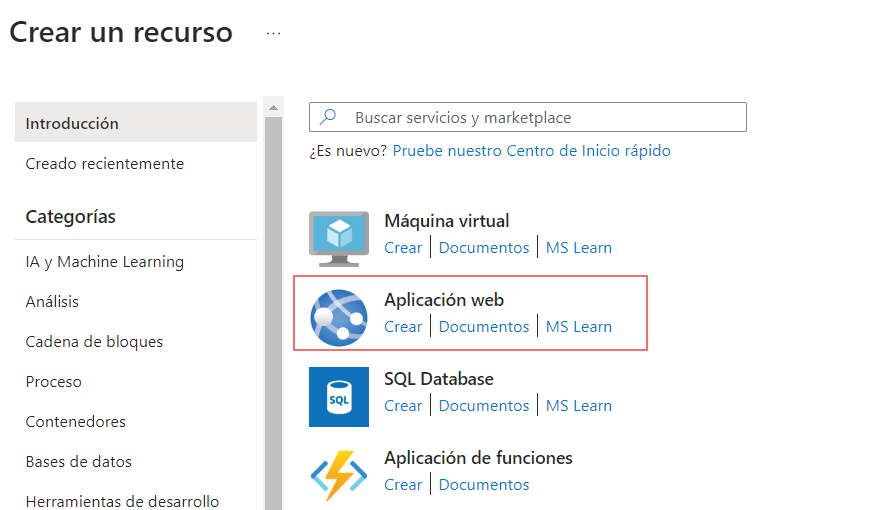 Crear un recurso ...
Introducción
Creado recientemente
Categorías
IA y Machine Learning
Análisis
Cadena de bloques
Proceso
Contenedores
Bases de datos
Herramientas de desarrollo
Buscar servicios y marketplace
¿Es nuevo? Pruebe nuestro Centro de Inicio rápido
Máquina virtual
Crear | Documentos | MS Learn
Aplicación web
Crear | Documentos | MS Learn
SQL
SQL Database
Crear | Documentos | MS Learn
Aplicación de funciones
Crear | Documentos